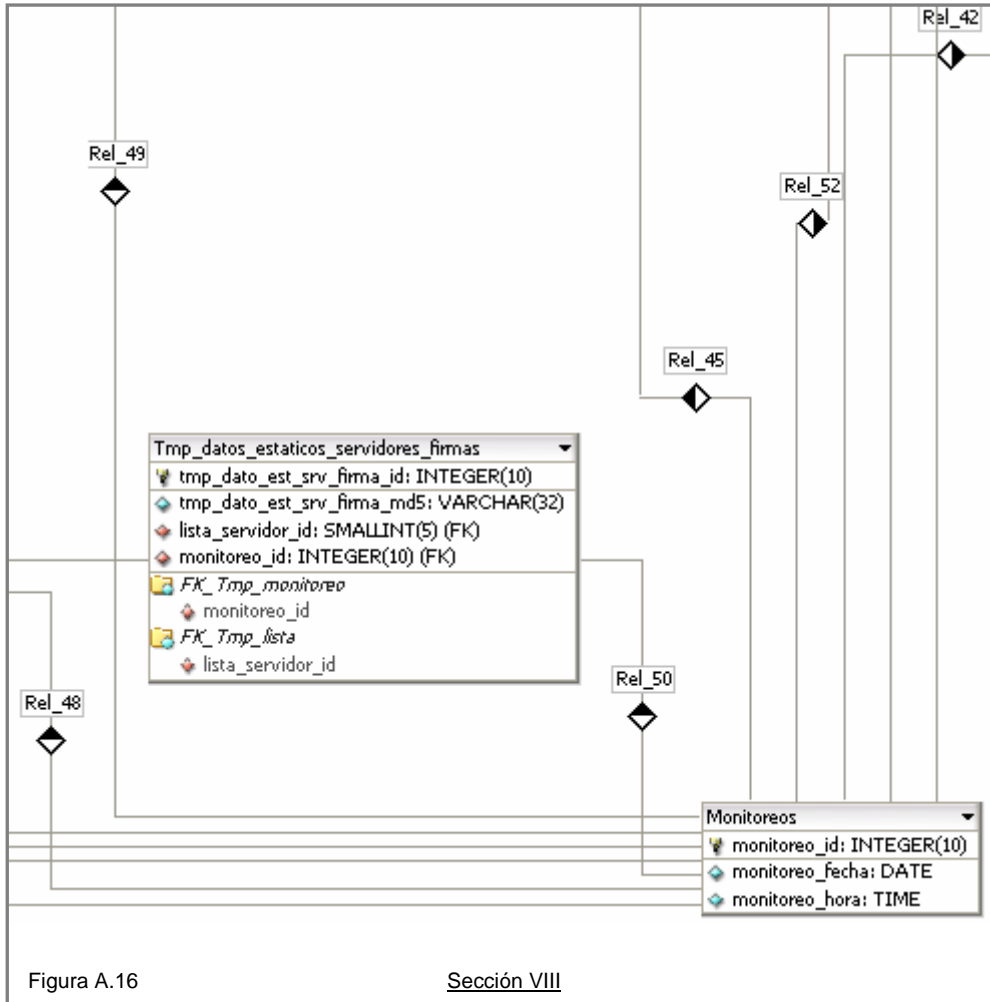 Rel_42
Rel_49
Rel_52
Rel_45
Tmp_datos_estaticos_servidores_firmas
tmp_dato_est_srv_firma_id: INTEGER(10)
tmp_dato_est_srv_firma_md5: VARCHAR(32)
lista_servidor_id: SMALLINT(5) (FK)
monitoreo_id: INTEGER(10) (FK)
FK_Tmp_monitoreo
monitoreo_id
FK_Tmp_lista
lista_servidor_id
Rel_50
Rel_48
Monitoreos
monitoreo_id: INTEGER(10)
monitoreo_fecha: DATE
monitoreo_hora: TIME
Figura A.16
Sección VIII